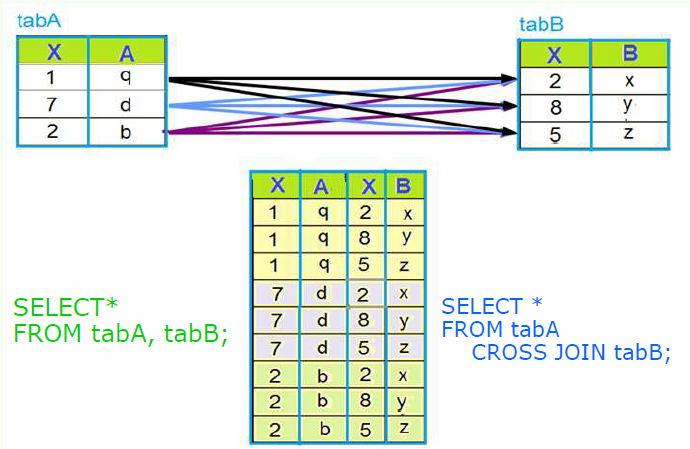 tabA
X A
1 q
7 d
2 b
tabB
X B
2 x
8 y
5 z
X A X B
1 q 2 x
1 q 8 y
1 q 5 z
7 d 2 x
7 d 8 y
7 d 5 z
2 b 2 x
2 b 8 y
2 b 5 z
SELECT*
FROM tabA, tabB;
SELECT *
FROM tabA
CROSS JOIN tabB;